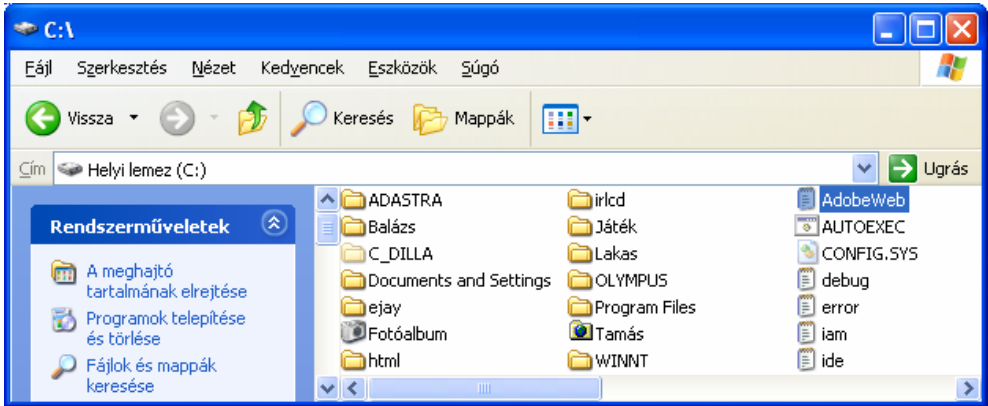 C:\
Fájl Szerkesztés Nézet Kedvencek Eszközök Súgó
Vissza Keresés Mappák
Cím Helyi lemez (C:) Ugrás
Rendszerműveletek
A meghajtó
tartalmának elrejtése
Programok telepítése
és törlése
Fájlok és mappák
keresése
ADASTRA
Balázs
C_DILLA
Documents and Settings
ejay
Fotóalbum
html
irlcd
Játék
Lakas
OLYMPUS
Program Files
Tamás
WINNT
AdobeWeb
AUTOEXEC
CONFIG.SYS
debug
error
iam
ide